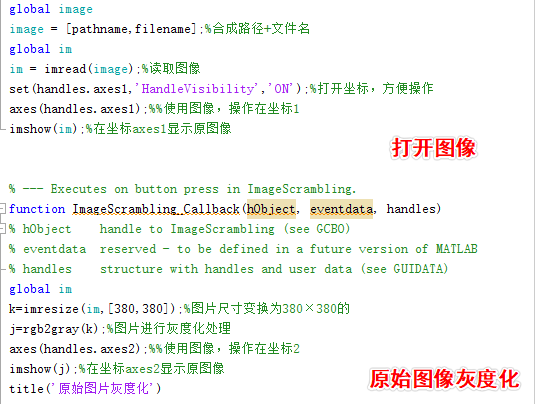 global image
image = [pathname,filename];%合成路径+文件名
global im
im = imread(image);%读取图像
set(handles.axes1,'HandleVisibility','ON');%打开坐标，方便操作
axes(handles.axes1);%%使用图像，操作在坐标1
imshow(im);%在坐标axes1显示原图像
打开图像
% --- Executes on button press in ImageScrambling.
function ImageScrambling_Callback(hObject, eventdata, handles)
% hObject    handle to ImageScrambling (see GCBO)
% eventdata  reserved - to be defined in a future version of MATLAB
% handles    structure with handles and user data (see GUIDATA)
global im
k=imresize(im,[380,380]);%图片尺寸变换为380×380的
j=rgb2gray(k);%图片进行灰度化处理
axes(handles.axes2);%%使用图像，操作在坐标2
imshow(j);%在坐标axes2显示原图像
原始图像灰度化
title('原始图片灰度化')